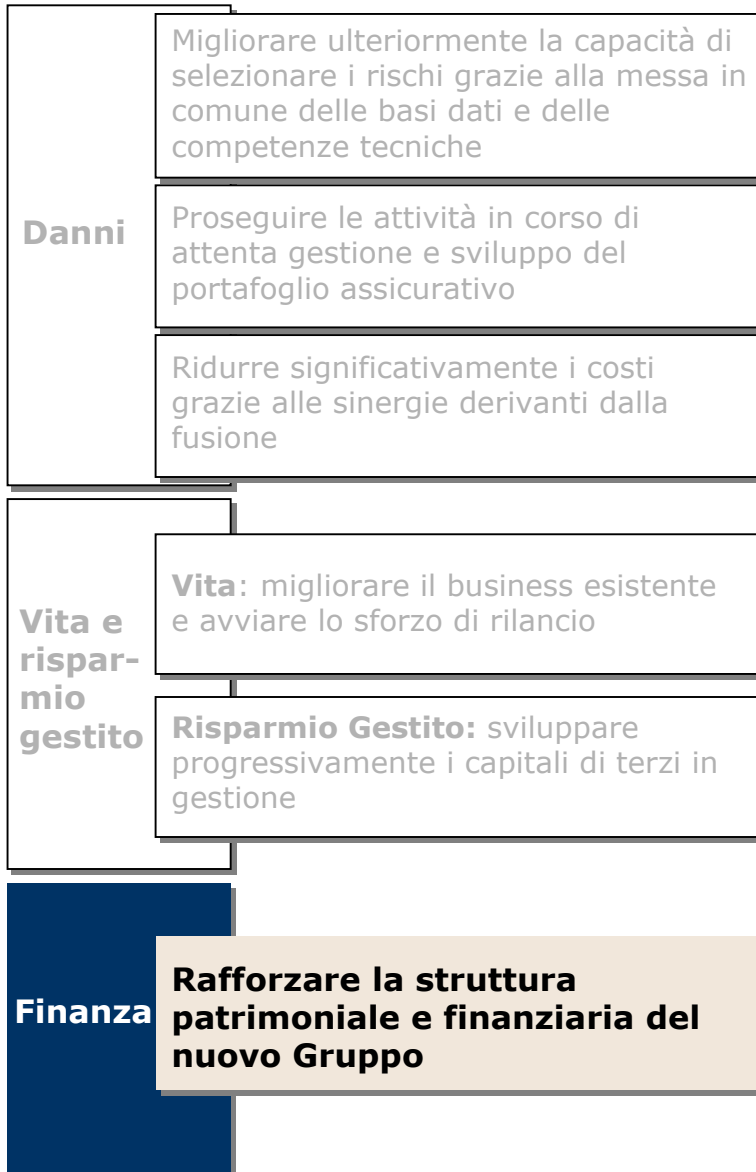 Danni
Migliorare ulteriormente la capacità di
selezionare i rischi grazie alla messa in
comune delle basi dati e delle
competenze tecniche
Proseguire le attività in corso di
attenta gestione e sviluppo del
portafoglio assicurativo
Ridurre significativamente i costi
grazie alle sinergie derivanti dalla
fusione
Vita e
rispar-
mio
gestito
Vita: migliorare il business esistente
e avviare lo sforzo di rilancio
Risparmio Gestito: sviluppare
progressivamente i capitali di terzi in
gestione
Finanza
Rafforzare la struttura
patrimoniale e finanziaria del
nuovo Gruppo